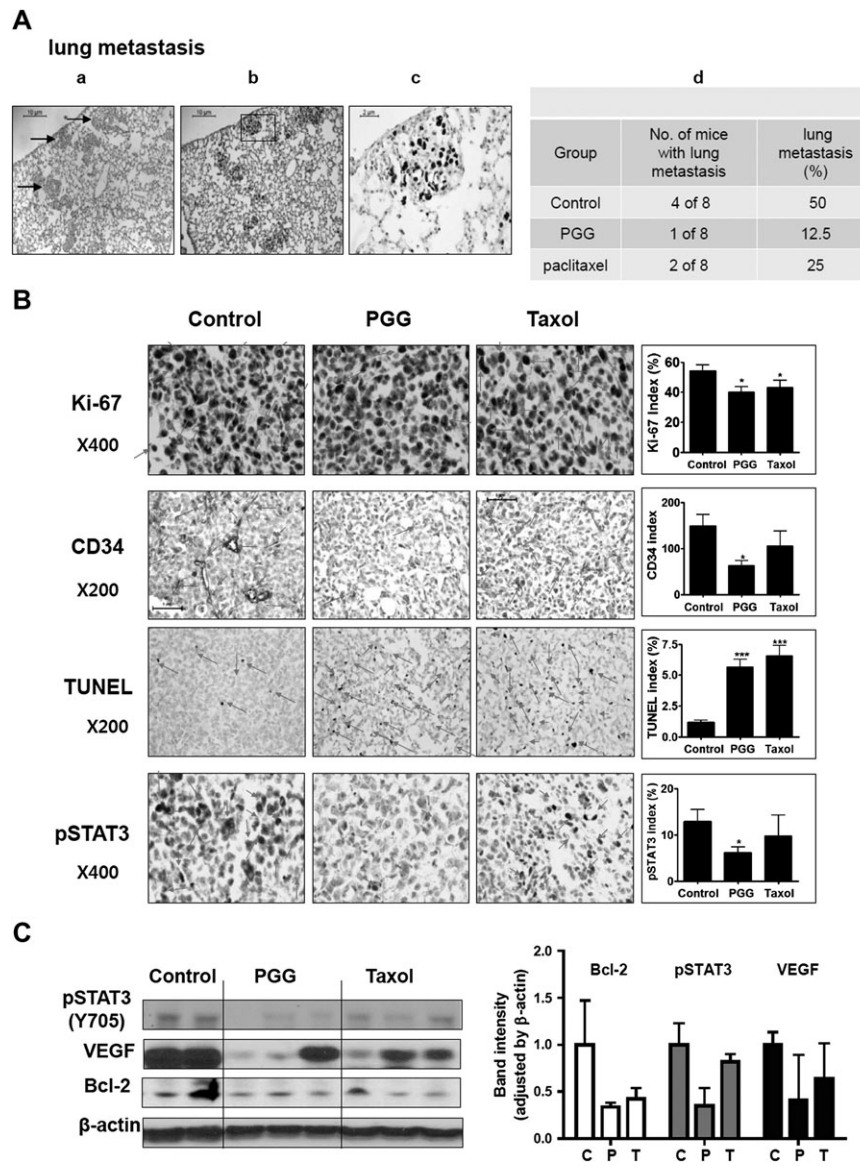 A
lung metastasis
a b c d
10 µm 10 µm 2 µm
Group No. of mice with lung metastasis lung metastasis (%)
Control 4 of 8 50
PGG 1 of 8 12.5
paclitaxel 2 of 8 25
B
Control PGG Taxol
Ki-67
X400
Ki-67 Index (%)
80
60
40
20
0
* *
Control PGG Taxol
CD34
X200
CD34 index
200
100
0
*
Control PGG Taxol
TUNEL
X200
TUNEL index (%)
7.5
5.0
2.5
0.0
*** ***
Control PGG Taxol
pSTAT3
X400
pSTAT3 index (%)
20
10
0
*
Control PGG Taxol
C
Control PGG Taxol
pSTAT3
(Y705)
VEGF
Bcl-2
β-actin
Band intensity
(adjusted by β-actin)
2.0
1.5
1.0
0.5
0.0
Bcl-2 pSTAT3 VEGF
C P T C P T C P T